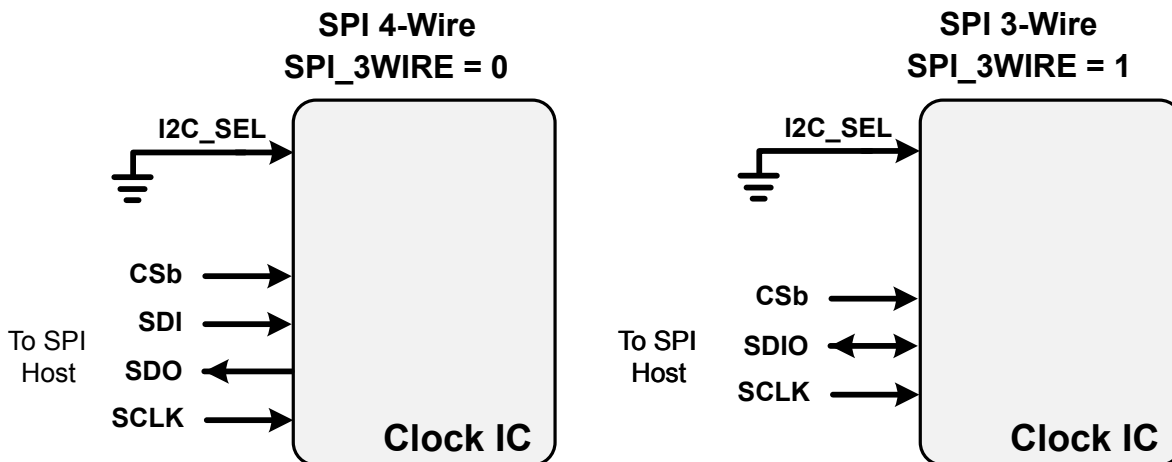 SPI 4-Wire
SPI_3WIRE = 0
I2C_SEL
CSb
SDI
To SPI
Host
SDO
SCLK
Clock IC
SPI 3-Wire
SPI_3WIRE = 1
I2C_SEL
CSb
To SPI
Host
SDIO
SCLK
Clock IC